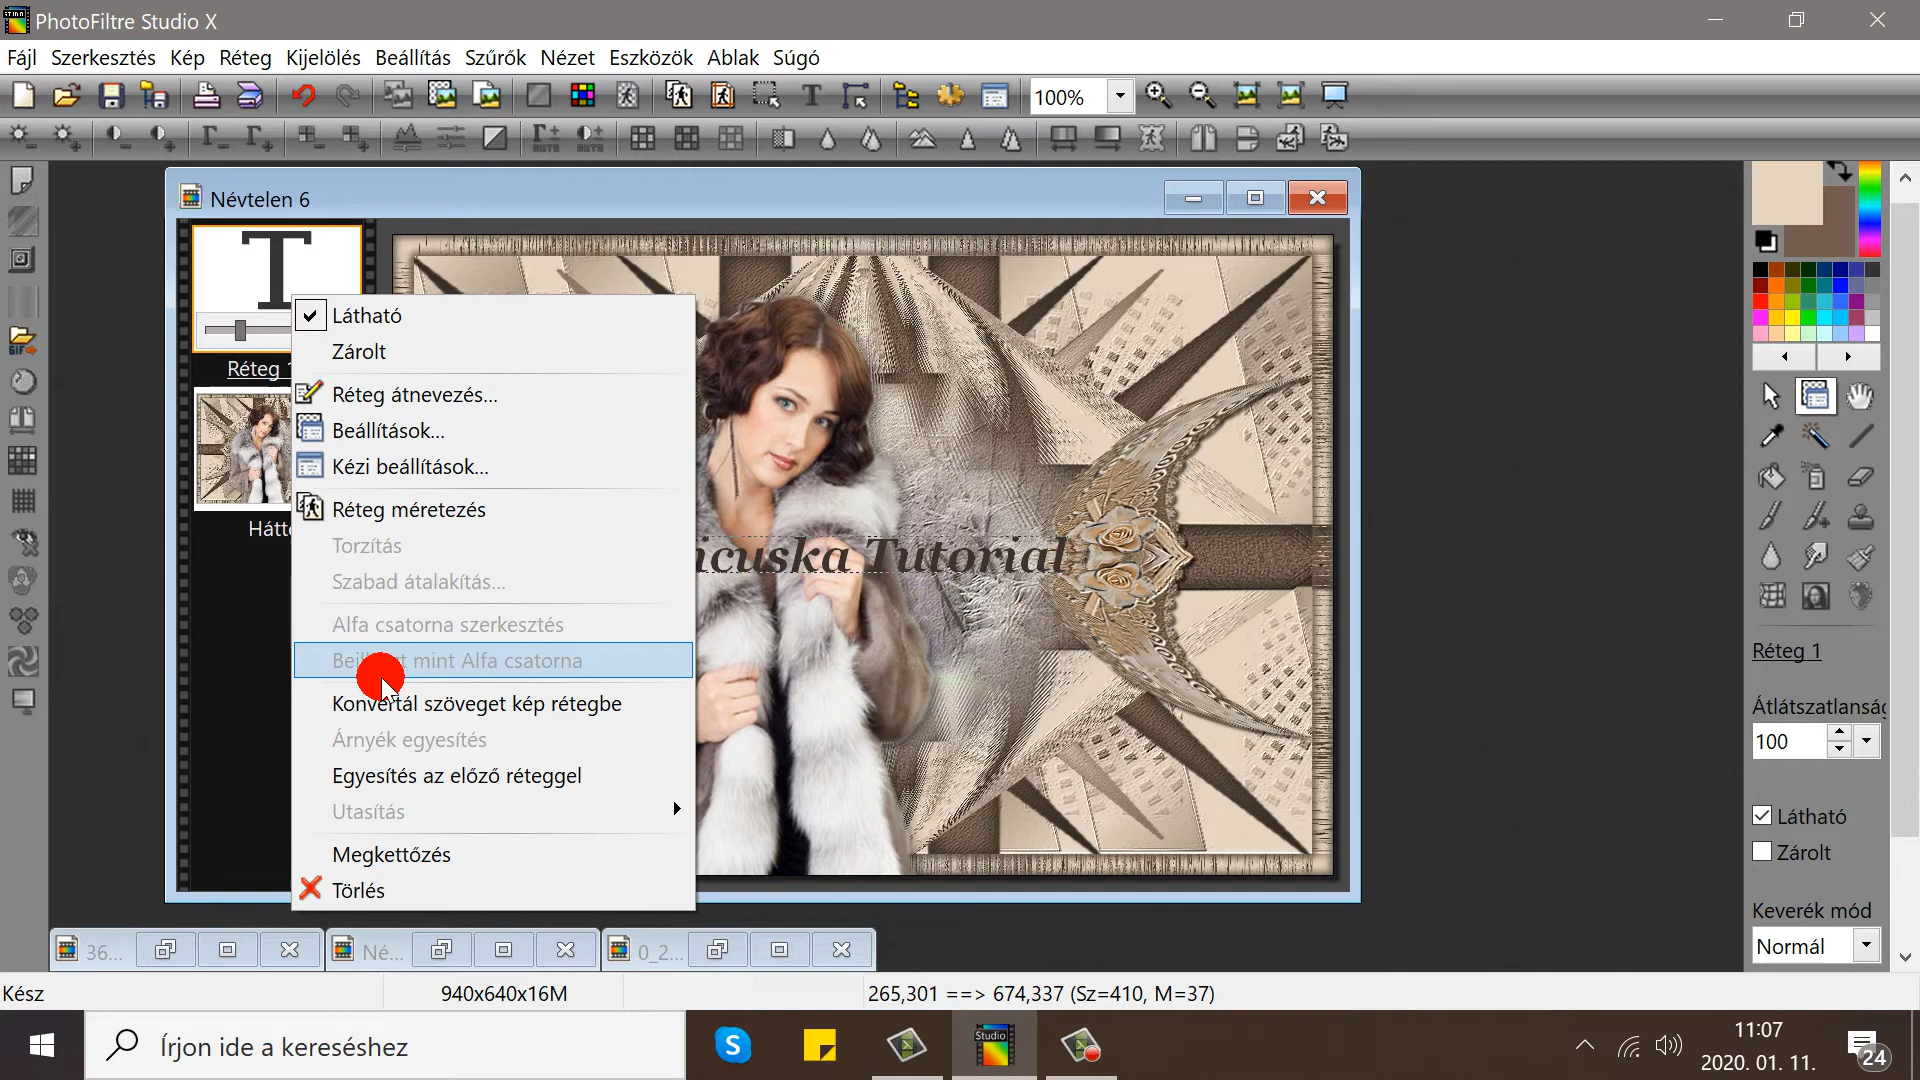 PhotoFiltre Studio X
Fájl Szerkesztés Kép Réteg Kijelölés Beállítás Szűrők Nézet Eszközök Ablak Súgó
100%
Névtelen 6
T
Látható
Zárolt
Réteg
Réteg átnevezés...
Beállítások...
Kézi beállítások...
Réteg méretezés
Torzítás
Szabad átalakítás...
Alfa csatorna szerkesztés
mint Alfa csatorna
Konvertál szöveget kép rétegbe
Árnyék egyesítés
Egyesítés az előző réteggel
Utasítás
Megkettőzés
Törlés
icuska Tutorial
Réteg 1
Átlátszatlanság
100
Látható
Zárolt
Keverék mód
Normál
36... Né... 0_2...
Kész 940x640x16M 265,301 ==> 674,337 (Sz=410, M=37)
Írjon ide a kereséshez
Studio
11:07
2020. 01. 11.
24